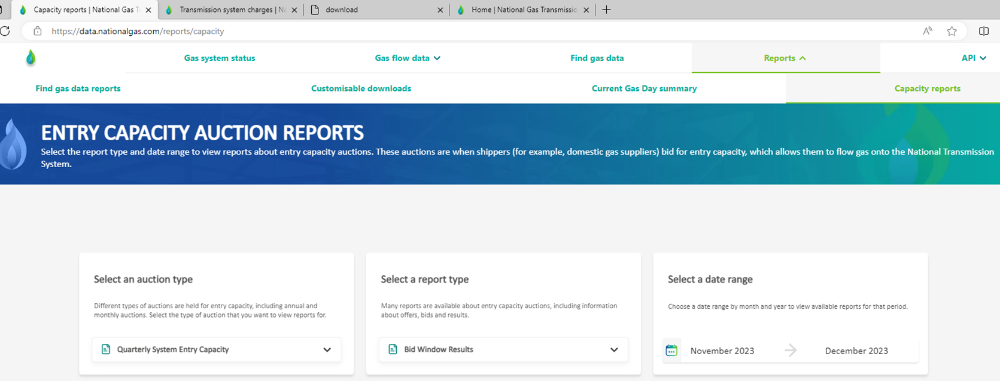 Capacity reports | National Gas T
Transmission system charges | N
download
Home | National Gas Transmissio
https://data.nationalgas.com/reports/capacity
Gas system status
Gas flow data
Find gas data
Reports
API
Find gas data reports
Customisable downloads
Current Gas Day summary
Capacity reports
ENTRY CAPACITY AUCTION REPORTS
Select the report type and date range to view reports about entry capacity auctions. These auctions are when shippers (for example, domestic gas suppliers) bid for entry capacity, which allows them to flow gas onto the National Transmission
System.
Select an auction type
Different types of auctions are held for entry capacity, including annual and
monthly auctions. Select the type of auction that you want to view reports for.
Quarterly System Entry Capacity
Select a report type
Many reports are available about entry capacity auctions, including information
about offers, bids and results.
Bid Window Results
Select a date range
Choose a date range by month and year to view available reports for that period.
November 2023
December 2023